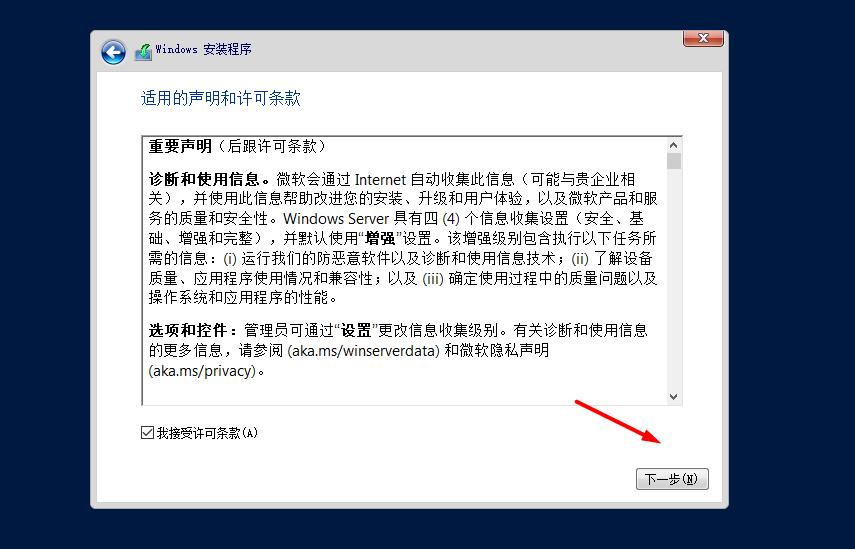 Windows 安装程序
适用的声明和许可条款
重要声明（后跟许可条款）
诊断和使用信息。微软会通过 Internet 自动收集此信息（可能与贵企业相
关），并使用此信息帮助改进您的安装、升级和用户体验，以及微软产品和服
务的质量和安全性。Windows Server 具有四 (4) 个信息收集设置（安全、基
础、增强和完整），并默认使用“增强”设置。该增强级别包含执行以下任务所
需的信息：(i) 运行我们的防恶意软件以及诊断和使用信息技术；(ii) 了解设备
质量、应用程序使用情况和兼容性；以及 (iii) 确定使用过程中的质量问题以及
操作系统和应用程序的性能。
选项和控件：管理员可通过“设置”更改信息收集级别。有关诊断和使用信息
的更多信息，请参阅 (aka.ms/winserverdata) 和微软隐私声明
(aka.ms/privacy)。
我接受许可条款(A)
下一步(N)